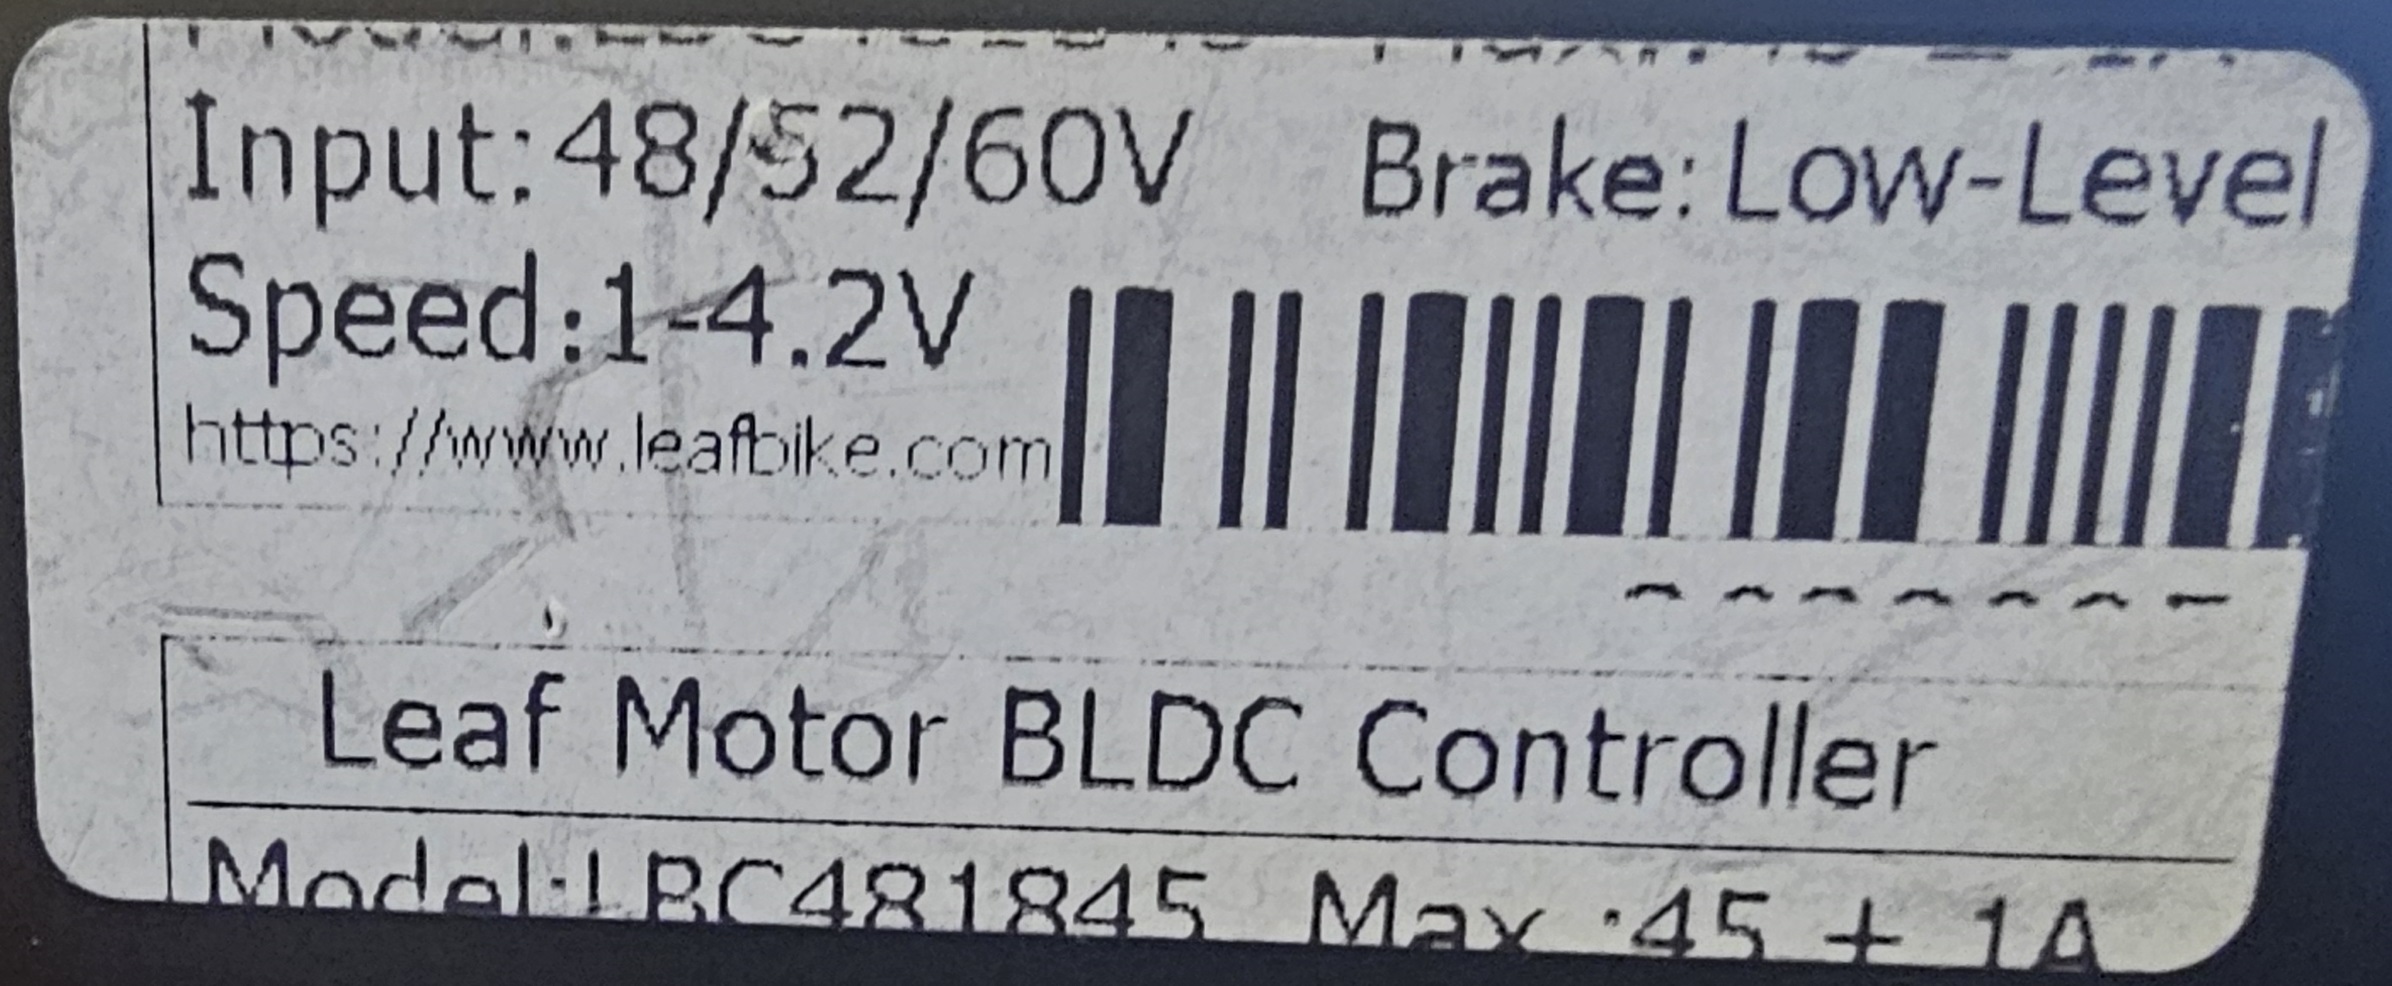 Input:48/52/60V Brake:Low-Level
Speed:1-4.2V
https://www.leafbike.com
Leaf Motor BLDC Controller
Model:LBC481845 Max.:45 ± 1A